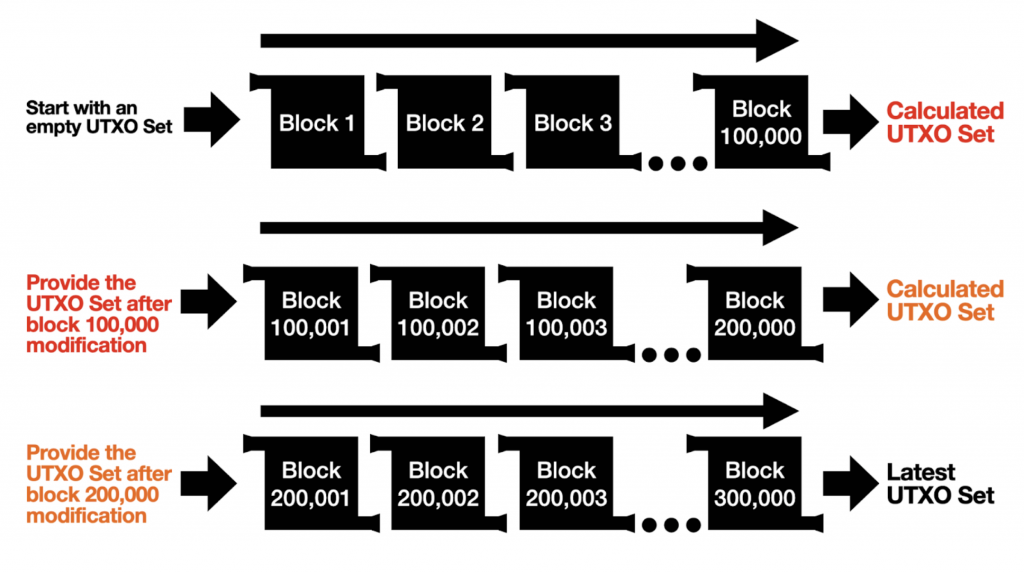 Start with an
empty UTXO Set
Block 1
Block 2
Block 3
Block
100,000
Calculated
UTXO Set
Provide the
UTXO Set after
block 100,000
modification
Block
100,001
Block
100,002
Block
100,003
Block
200,000
Calculated
UTXO Set
Provide the
UTXO Set after
block 200,000
modification
Block
200,001
Block
200,002
Block
200,003
Block
300,000
Latest
UTXO Set